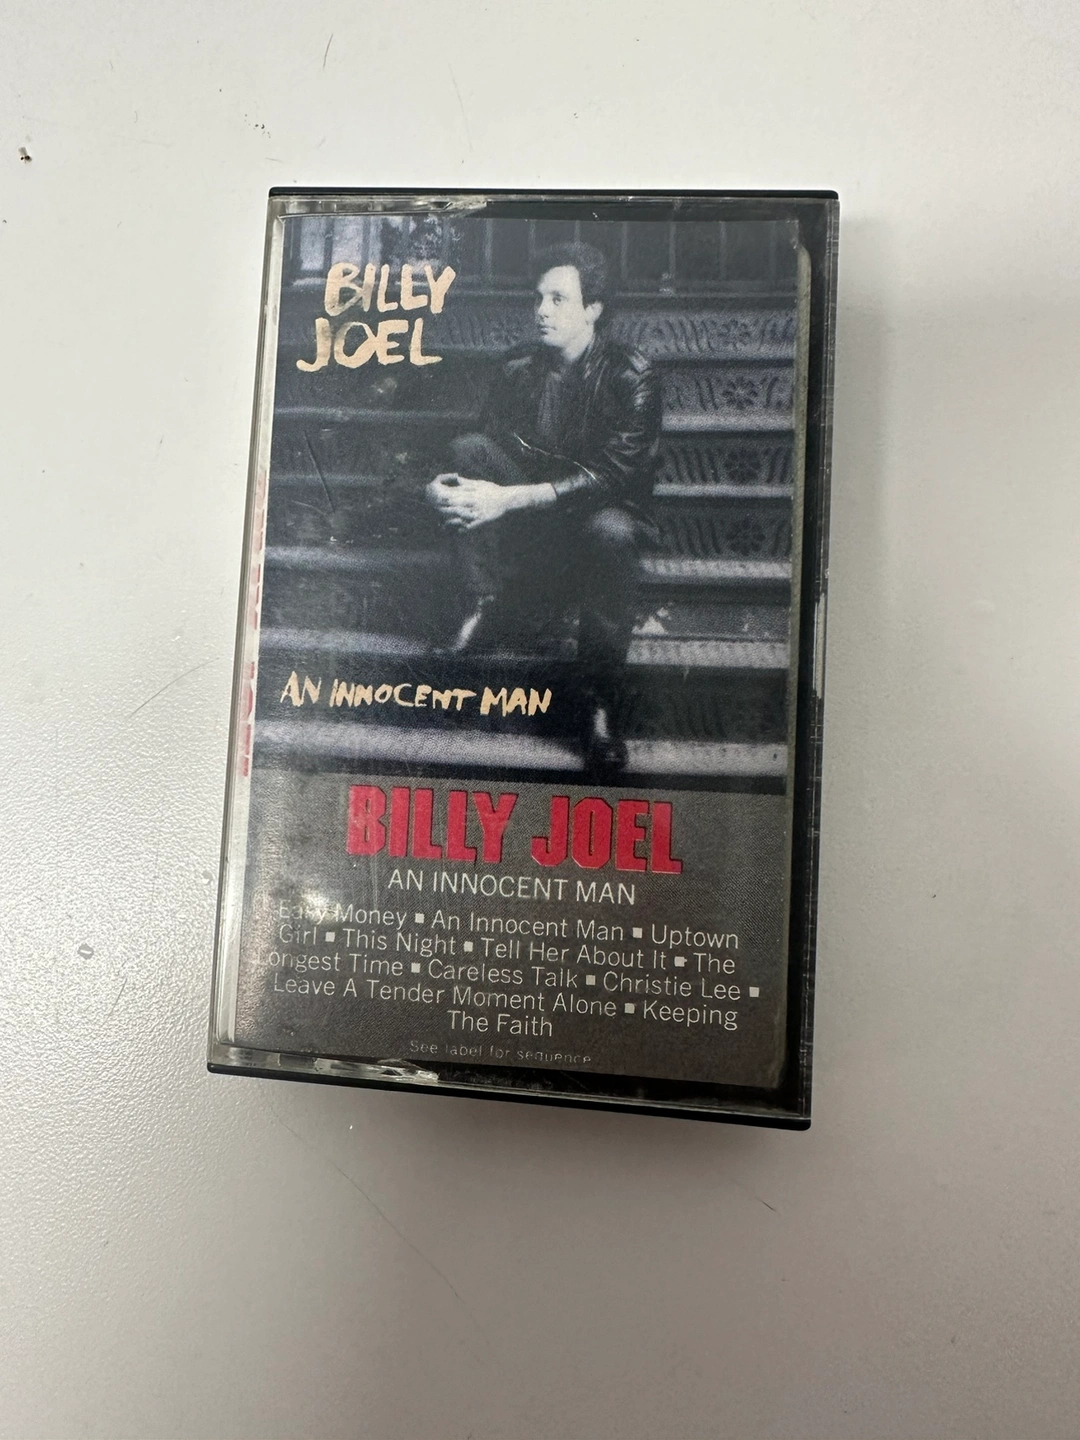 BILLY
JOEL
AN INNOCENT MAN
BILLY JOEL
AN INNOCENT MAN
Easy Money ▪ An Innocent Man ▪ Uptown
Girl ▪ This Night ▪ Tell Her About It ▪ The
Longest Time ▪ Careless Talk ▪ Christie Lee ▪
Leave A Tender Moment Alone ▪ Keeping
The Faith
See label for sequence